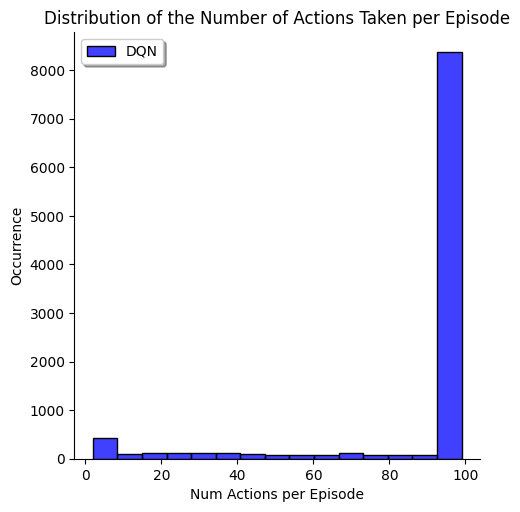 Distribution of the Number of Actions Taken per Episode
DQN
8000
7000
6000
5000
4000
3000
2000
1000
0
Occurrence
0 20 40 60 80 100
Num Actions per Episode